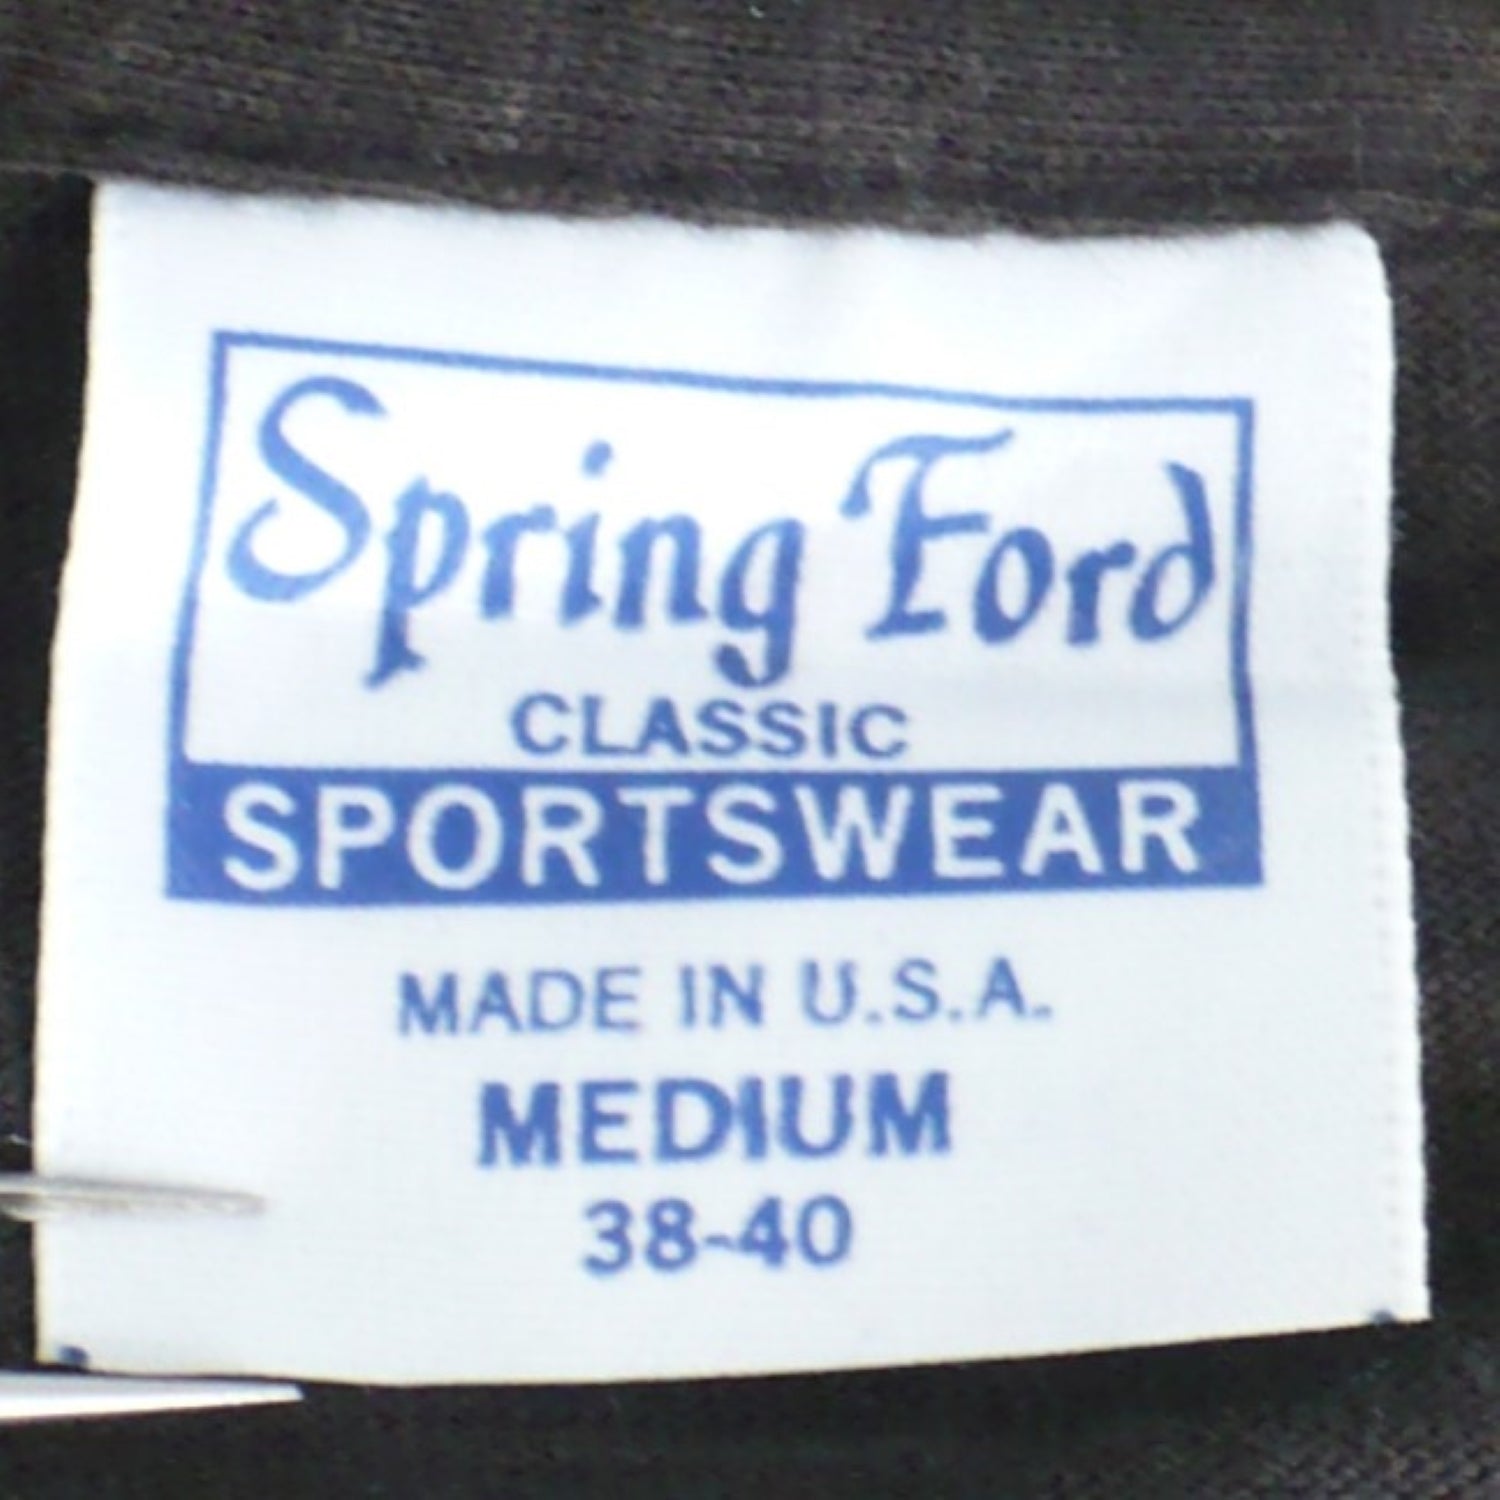 Spring Ford
CLASSIC
SPORTSWEAR
MADE IN U.S.A.
MEDIUM
38-40